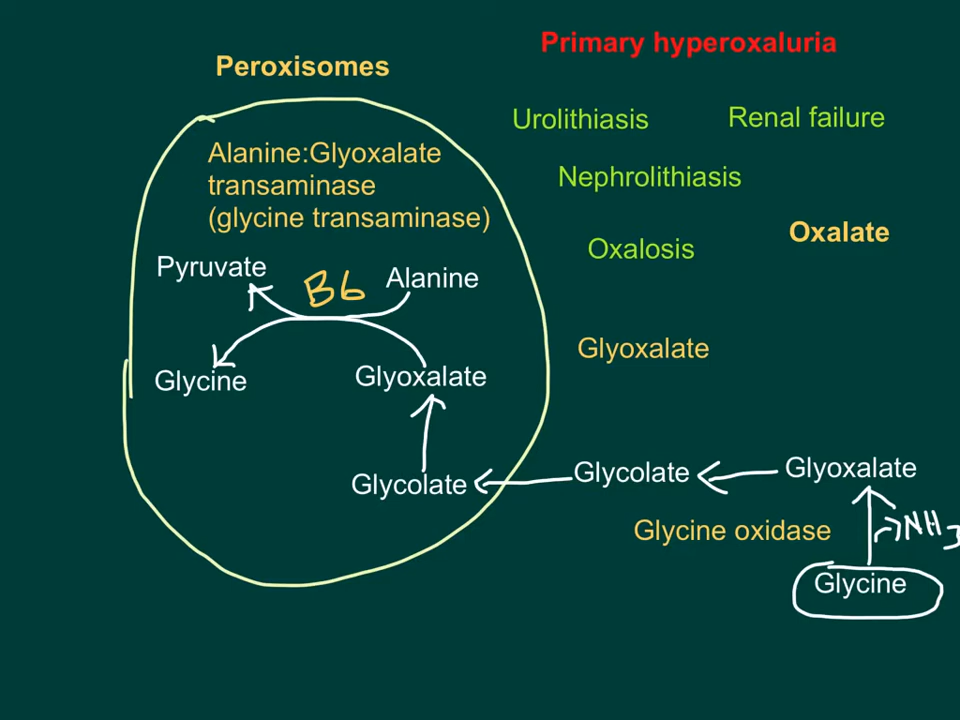 Primary hyperoxaluria
Peroxisomes
Urolithiasis
Renal failure
Alanine:Glyoxalate
transaminase
(glycine transaminase)
Nephrolithiasis
Oxalate
Oxalosis
Pyruvate
B6
Alanine
Glyoxalate
Glycine
Glyoxalate
Glycolate
Glycolate
Glyoxalate
Glycine oxidase
NH3
Glycine